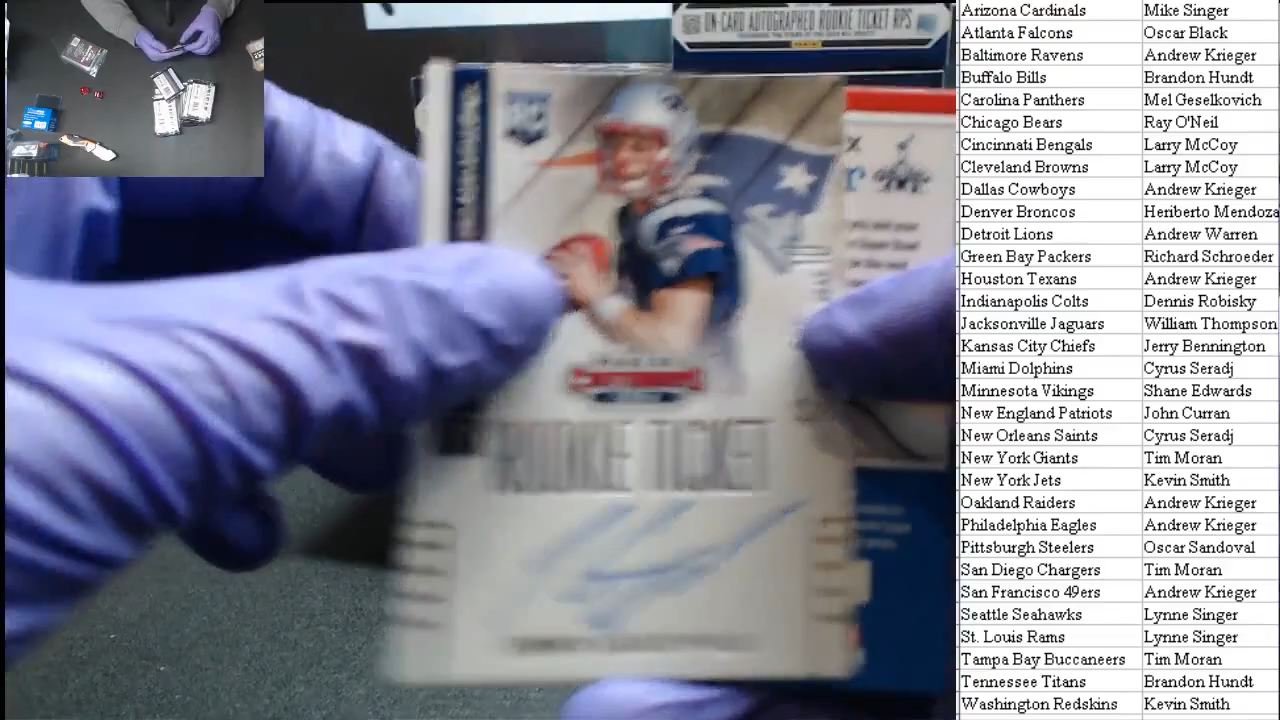 ON-CARD AUTOGRAPHED ROOKIE TICKET RPS
ROOKIE TICKET
Arizona Cardinals Mike Singer
Atlanta Falcons Oscar Black
Baltimore Ravens Andrew Krieger
Buffalo Bills Brandon Hundt
Carolina Panthers Mel Geselkovich
Chicago Bears Ray O'Neil
Cincinnati Bengals Larry McCoy
Cleveland Browns Larry McCoy
Dallas Cowboys Andrew Krieger
Denver Broncos Heriberto Mendoza
Detroit Lions Andrew Warren
Green Bay Packers Richard Schroeder
Houston Texans Andrew Krieger
Indianapolis Colts Dennis Robisky
Jacksonville Jaguars William Thompson
Kansas City Chiefs Jerry Bennington
Miami Dolphins Cyrus Seradj
Minnesota Vikings Shane Edwards
New England Patriots John Curran
New Orleans Saints Cyrus Seradj
New York Giants Tim Moran
New York Jets Kevin Smith
Oakland Raiders Andrew Krieger
Philadelphia Eagles Andrew Krieger
Pittsburgh Steelers Oscar Sandoval
San Diego Chargers Tim Moran
San Francisco 49ers Andrew Krieger
Seattle Seahawks Lynne Singer
St. Louis Rams Lynne Singer
Tampa Bay Buccaneers Tim Moran
Tennessee Titans Brandon Hundt
Washington Redskins Kevin Smith